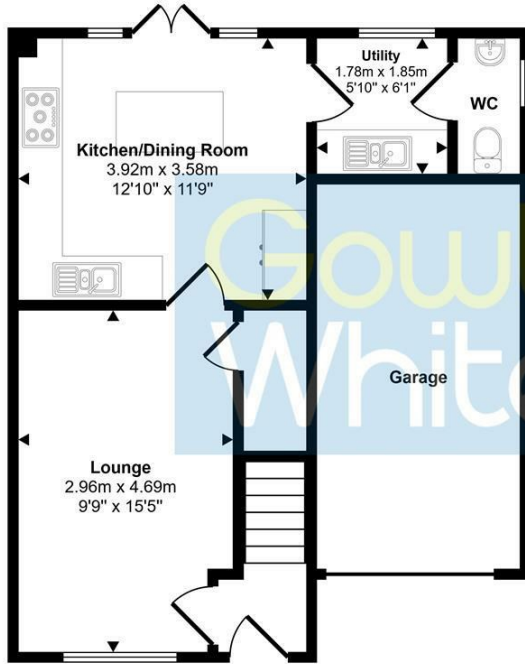 Utility
1.78m x 1.85m
5'10" x 6'1"
WC
Kitchen/Dining Room
3.92m x 3.58m
12'10" x 11'9"
Garage
Lounge
2.96m x 4.69m
9'9" x 15'5"